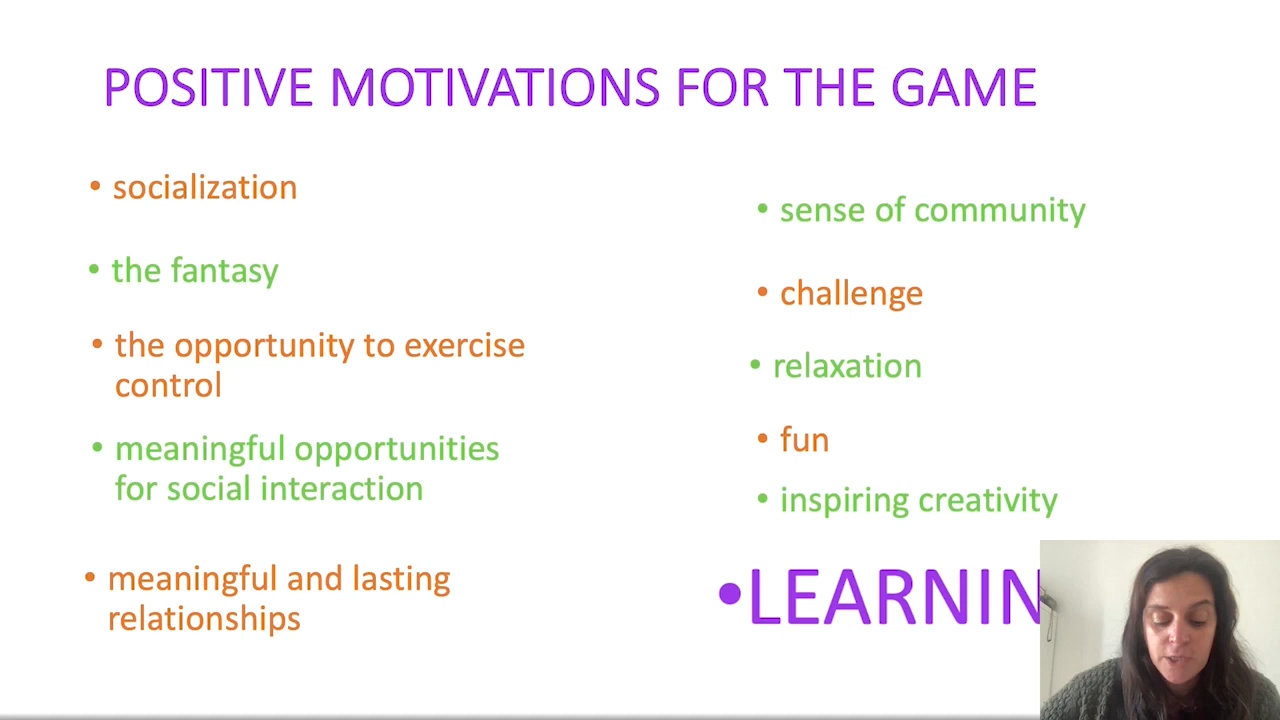 POSITIVE MOTIVATIONS FOR THE GAME
• socialization
• the fantasy
• the opportunity to exercise
control
• meaningful opportunities
for social interaction
• meaningful and lasting
relationships
• sense of community
• challenge
• relaxation
• fun
• inspiring creativity
•LEARNIN